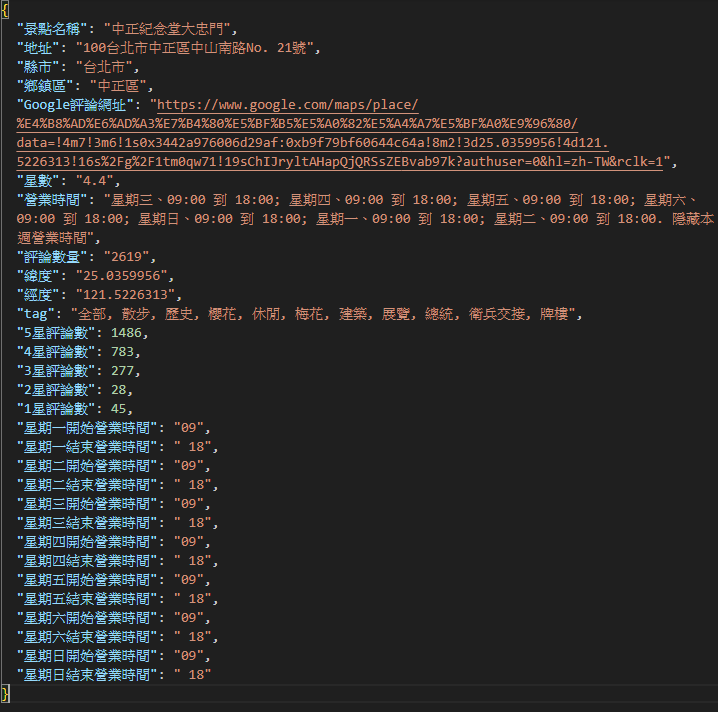 {
"景點名稱": "中正紀念堂大忠門",
"地址": "100台北市中正區中山南路No. 21號",
"縣市": "台北市",
"鄉鎮區": "中正區",
"Google評論網址": "https://www.google.com/maps/place/
%E4%B8%AD%E6%AD%A3%E7%B4%80%E5%BF%B5%E5%A0%82%E5%A4%A7%E5%BF%A0%E9%96%80/
data=!4m7!3m6!1s0x3442a976006d29af:0xb9f79bf60644c64a!8m2!3d25.0359956!4d121.
5226313!16s%2Fg%2F1tm0qw71!19sChIJryltAHapQjQRSsZEBvab97k?authuser=0&hl=zh-TW&rclk=1",
"星數": "4.4",
"營業時間": "星期三、09:00 到 18:00; 星期四、09:00 到 18:00; 星期五、09:00 到 18:00; 星期六、
09:00 到 18:00; 星期日、09:00 到 18:00; 星期一、09:00 到 18:00; 星期二、09:00 到 18:00. 隱藏本
週營業時間",
"評論數量": "2619",
"緯度": "25.0359956",
"經度": "121.5226313",
"tag": "全部, 散步, 歷史, 櫻花, 休閒, 梅花, 建築, 展覽, 總統, 衛兵交接, 牌樓",
"5星評論數": 1486,
"4星評論數": 783,
"3星評論數": 277,
"2星評論數": 28,
"1星評論數": 45,
"星期一開始營業時間": "09",
"星期一結束營業時間": " 18",
"星期二開始營業時間": "09",
"星期二結束營業時間": " 18",
"星期三開始營業時間": "09",
"星期三結束營業時間": " 18",
"星期四開始營業時間": "09",
"星期四結束營業時間": " 18",
"星期五開始營業時間": "09",
"星期五結束營業時間": " 18",
"星期六開始營業時間": "09",
"星期六結束營業時間": " 18",
"星期日開始營業時間": "09",
"星期日結束營業時間": " 18"
}